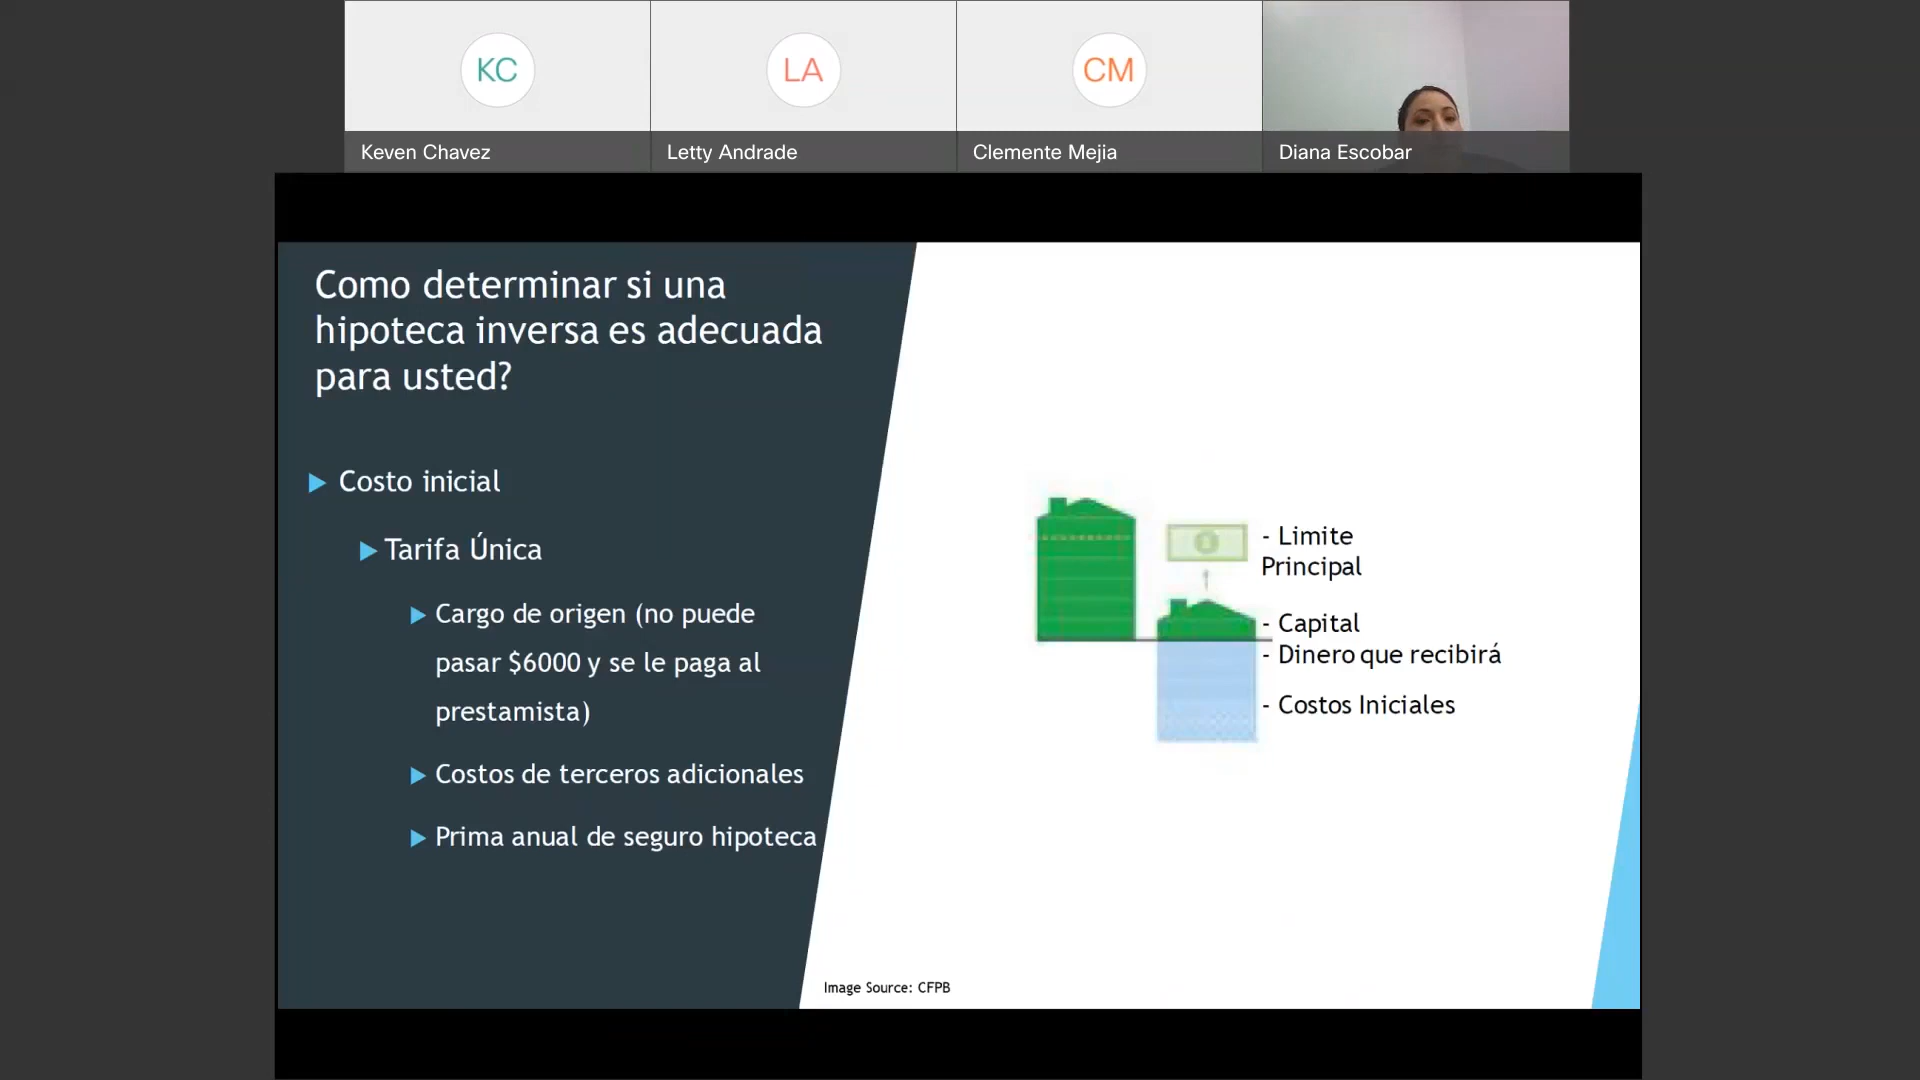 KC
LA
CM
Keven Chavez
Letty Andrade
Clemente Mejia
Diana Escobar
Como determinar si una
hipoteca inversa es adecuada
para usted?
Costo inicial
Tarifa Única
Cargo de origen (no puede
pasar $6000 y se le paga al
prestamista)
Costos de terceros adicionales
Prima anual de seguro hipoteca
- Limite
Principal
- Capital
- Dinero que recibirá
- Costos Iniciales
Image Source: CFPB